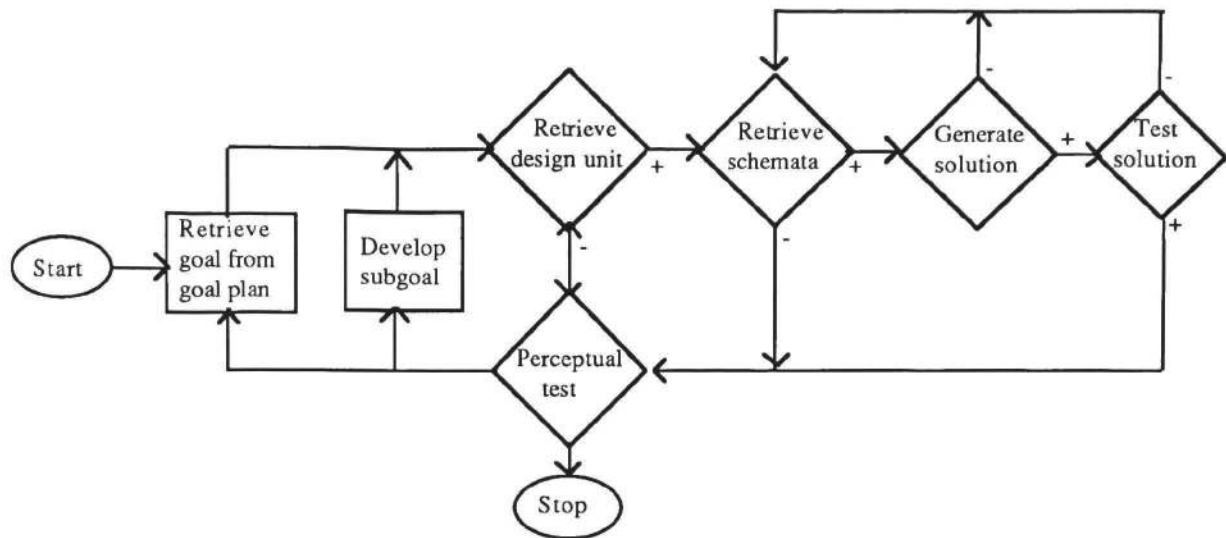 Start
Retrieve
goal from
goal plan
Develop
subgoal
Retrieve
design unit
+
-
Retrieve
schemata
+
-
Generate
solution
-
+
Test
solution
-
+
Perceptual
test
Stop